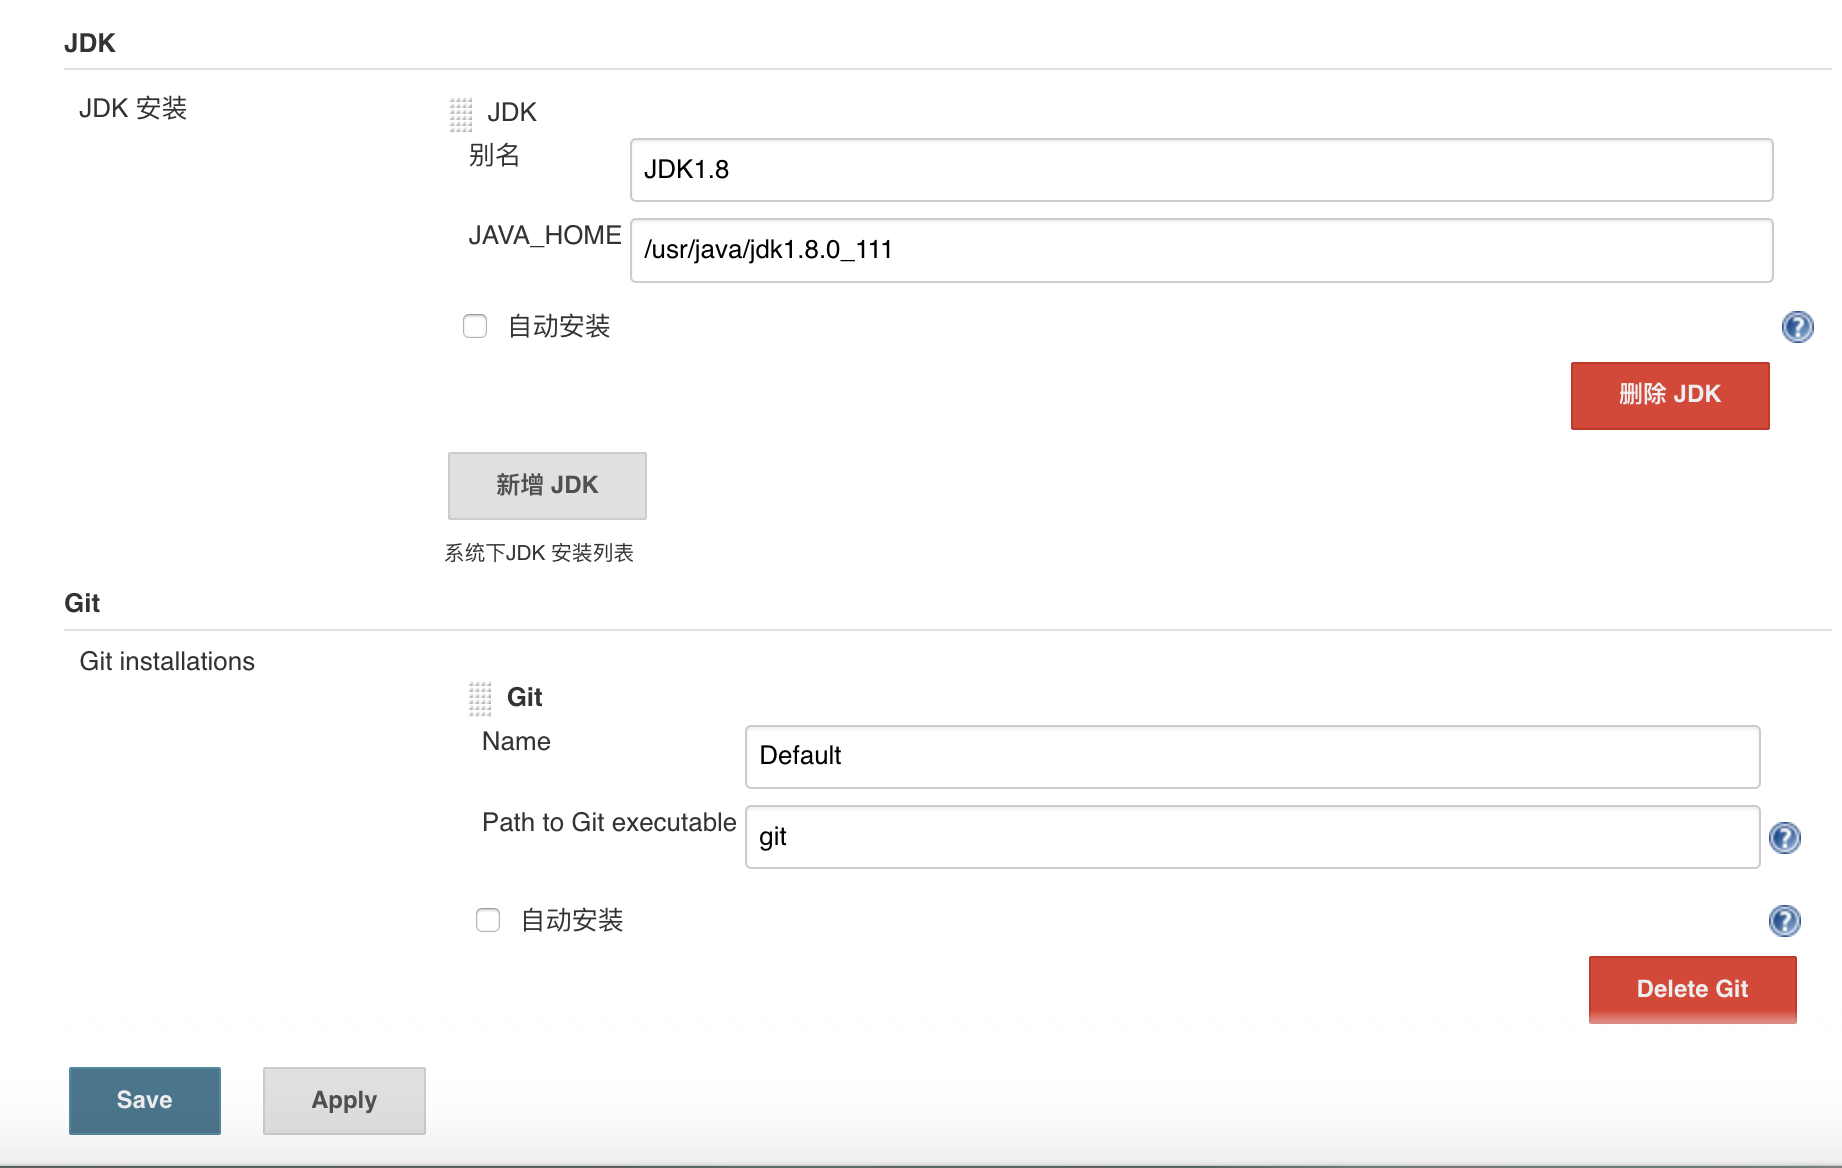 JDK
JDK 安装
JDK
别名
JDK1.8
JAVA_HOME
/usr/java/jdk1.8.0_111
自动安装
?
删除 JDK
新增 JDK
系统下JDK 安装列表
Git
Git installations
Git
Name
Default
Path to Git executable
git
?
自动安装
?
Delete Git
Save
Apply